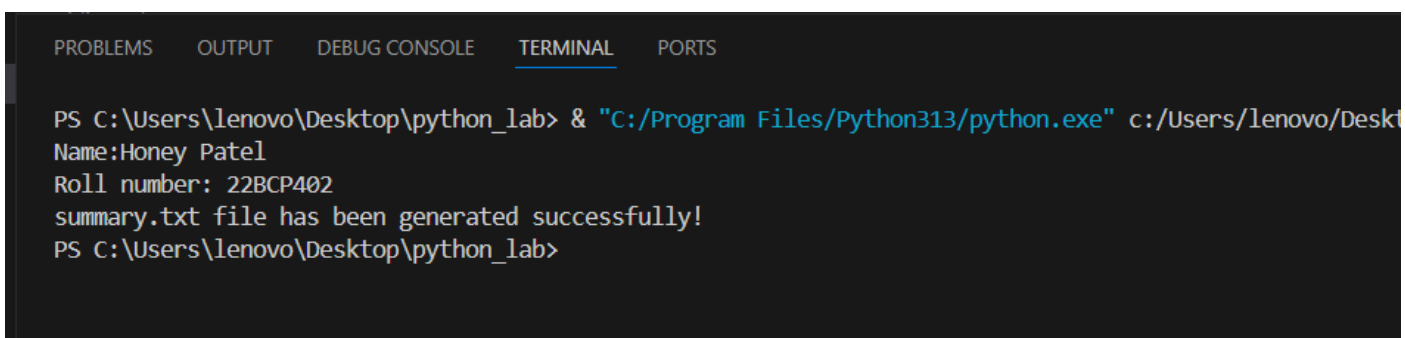 PROBLEMS OUTPUT DEBUG CONSOLE TERMINAL PORTS
PS C:\Users\lenovo\Desktop\python_lab> & "C:/Program Files/Python313/python.exe" c:/Users/lenovo/Deskt
Name:Honey Patel
Roll number: 22BCP402
summary.txt file has been generated successfully!
PS C:\Users\lenovo\Desktop\python_lab>